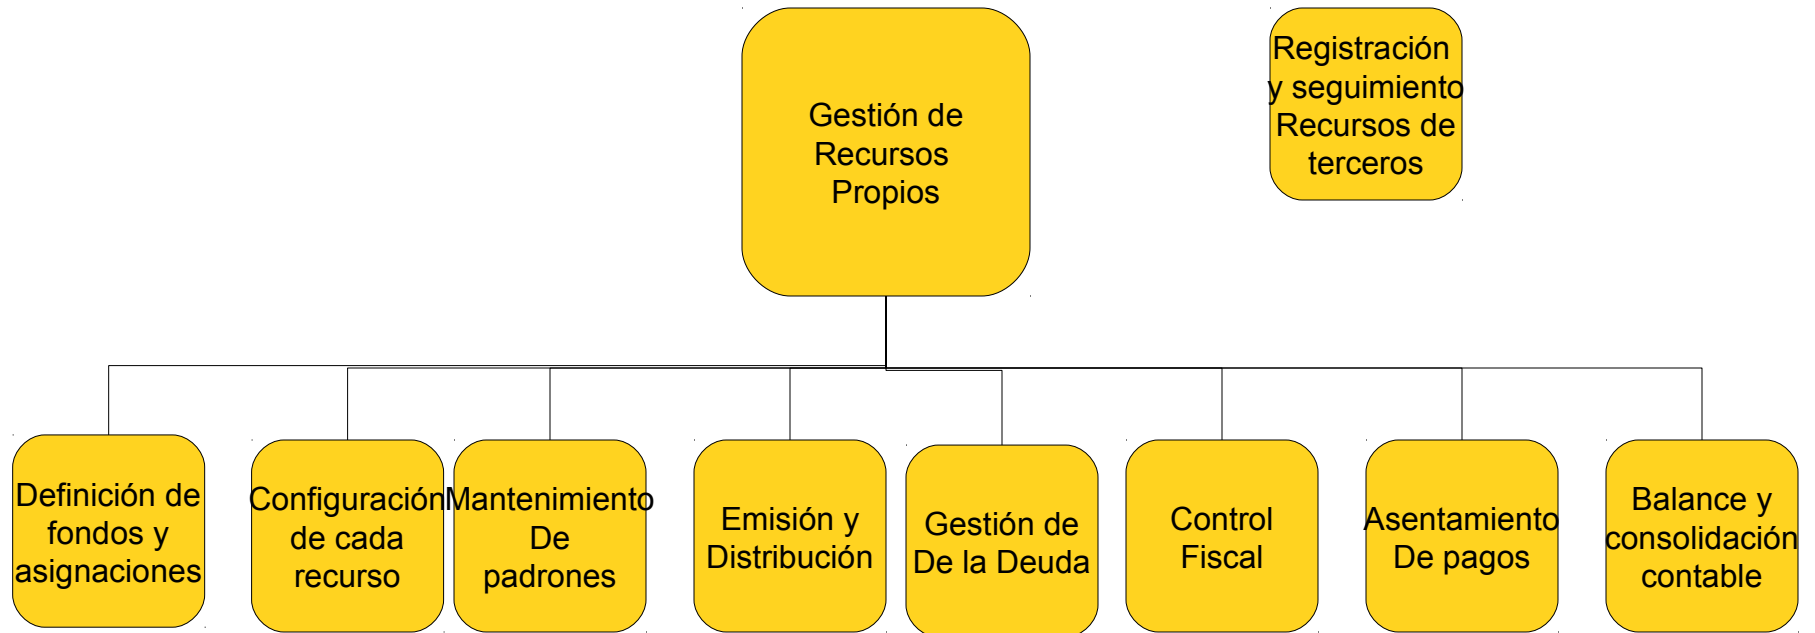 Gestión de
Recursos
Propios
Registración
y seguimiento
Recursos de
terceros
Definición de
fondos y
asignaciones
Configuración
de cada
recurso
Mantenimiento
De
padrones
Emisión y
Distribución
Gestión de
De la Deuda
Control
Fiscal
Asentamiento
De pagos
Balance y
consolidación
contable